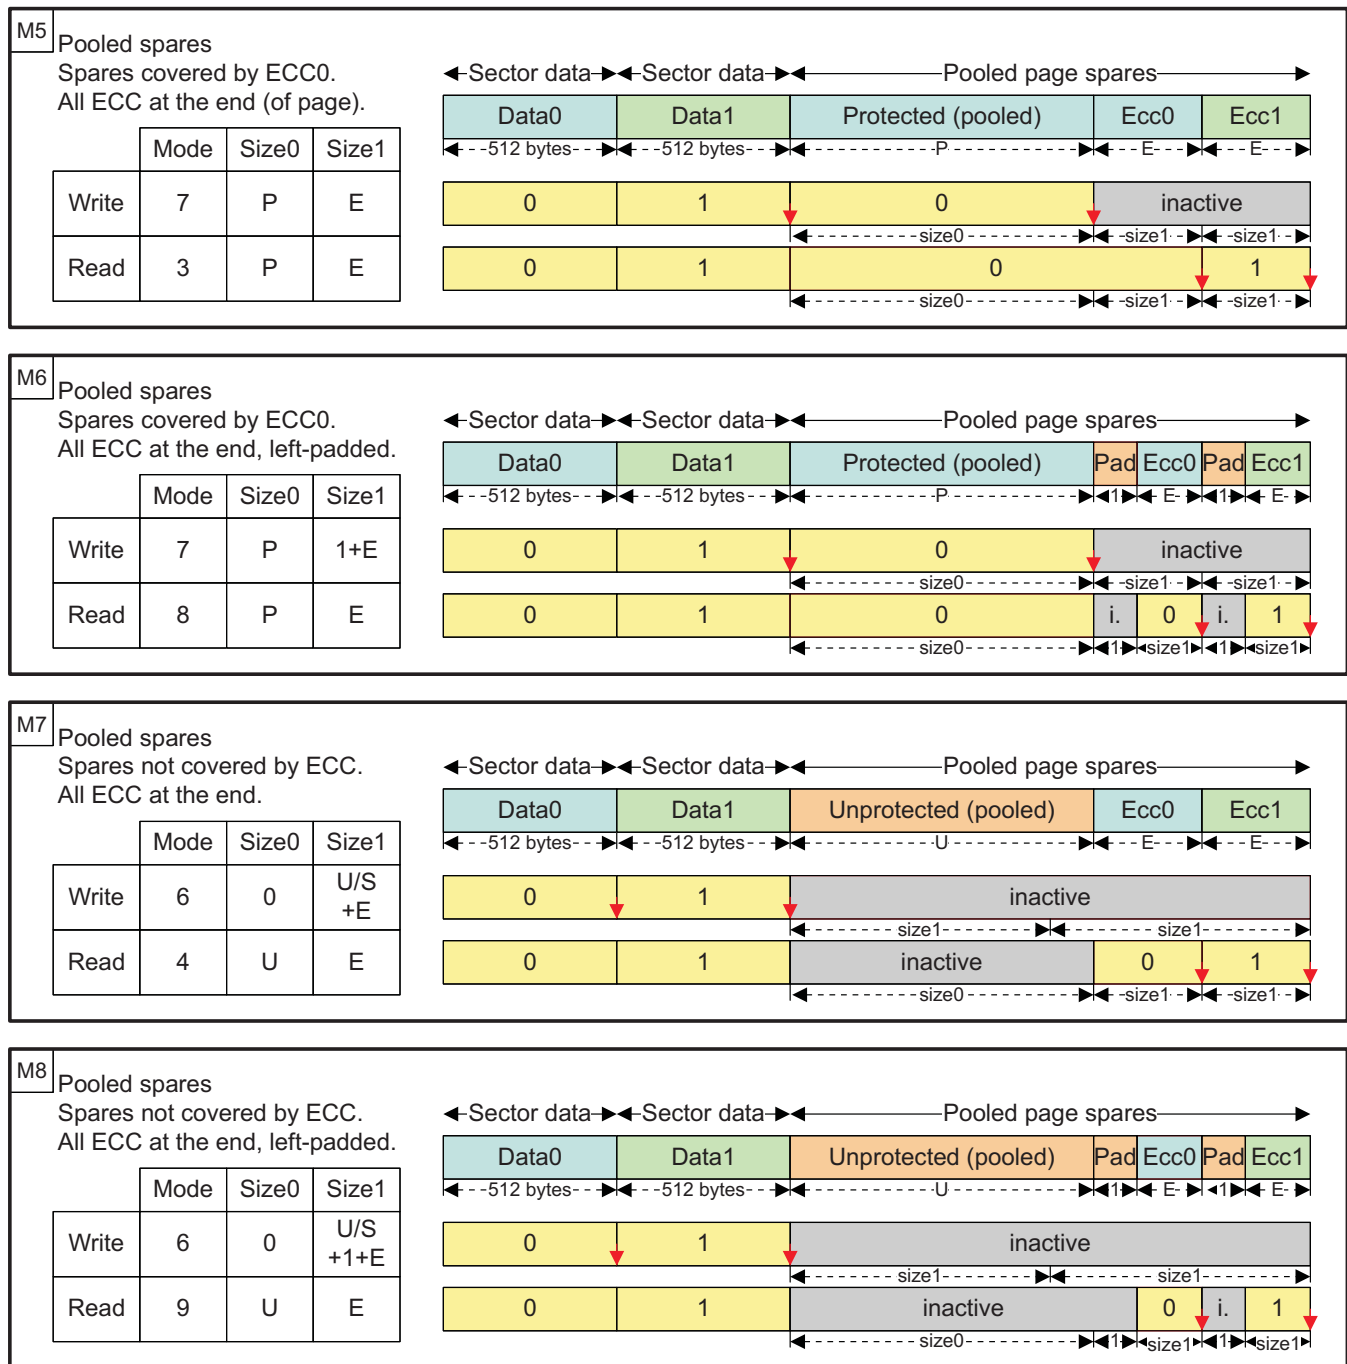 M5
Pooled spares
Spares covered by ECC0.
All ECC at the end (of page).
Mode Size0 Size1
Write 7 P E
Read 3 P E
Sector data Sector data Pooled page spares
Data0 Data1 Protected (pooled) Ecc0 Ecc1
512 bytes 512 bytes P E E
0 1 0 inactive
size0 size1 size1
0 1 0 1
size0 size1 size1
M6
Pooled spares
Spares covered by ECC0.
All ECC at the end, left-padded.
Mode Size0 Size1
Write 7 P 1+E
Read 8 P E
Sector data Sector data Pooled page spares
Data0 Data1 Protected (pooled) Pad Ecc0 Pad Ecc1
512 bytes 512 bytes P 1 E 1 E
0 1 0 inactive
size0 size1 size1
0 1 0 i. 0 i. 1
size0 1 size1 1 size1
M7
Pooled spares
Spares not covered by ECC.
All ECC at the end.
Mode Size0 Size1
Write 6 0 U/S
+E
Read 4 U E
Sector data Sector data Pooled page spares
Data0 Data1 Unprotected (pooled) Ecc0 Ecc1
512 bytes 512 bytes U E E
0 1 inactive
size1 size1
0 1 inactive 0 1
size0 size1 size1
M8
Pooled spares
Spares not covered by ECC.
All ECC at the end, left-padded.
Mode Size0 Size1
Write 6 0 U/S
+1+E
Read 9 U E
Sector data Sector data Pooled page spares
Data0 Data1 Unprotected (pooled) Pad Ecc0 Pad Ecc1
512 bytes 512 bytes U 1 E 1 E
0 1 inactive
size1 size1
0 1 inactive 0 i. 1
size0 1 size1 1 size1